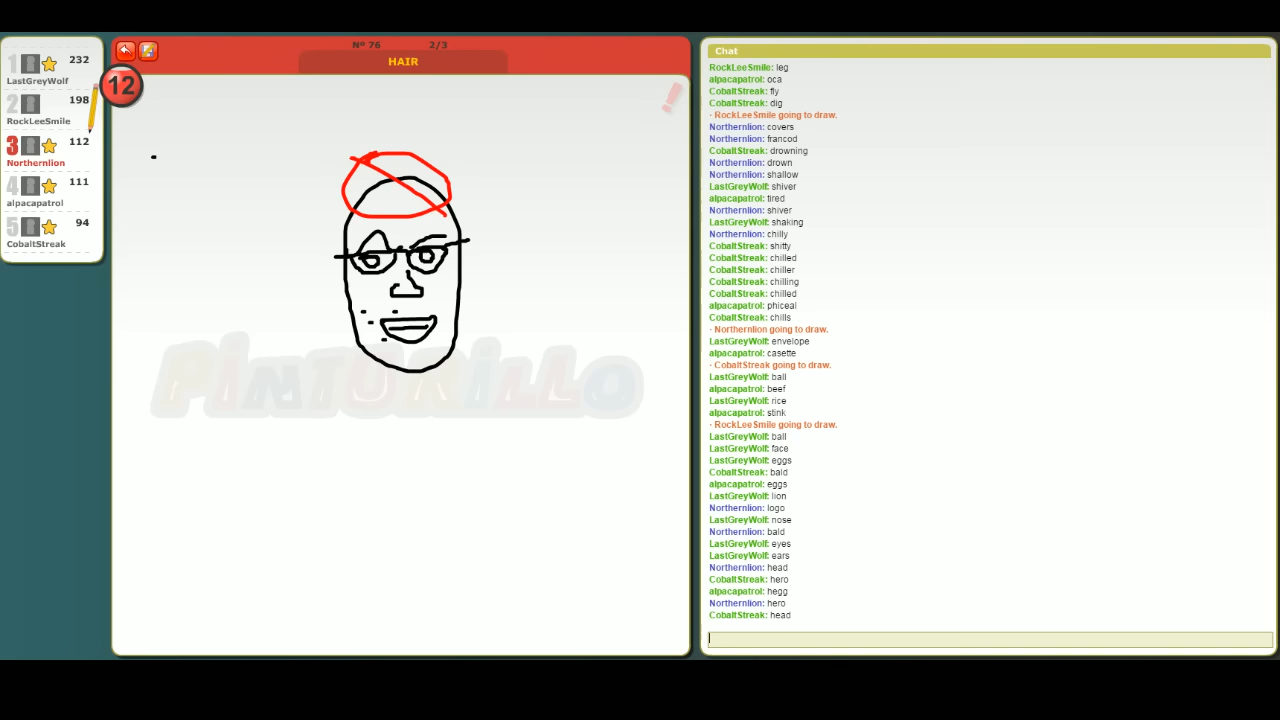 1
232
LastGreyWolf
2
198
RockLeeSmile
3
112
Northernlion
4
111
alpacapatrol
5
94
CobaltStreak
12
Nº 76 2/3
HAIR
PINTURILLO
Chat
RockLeeSmile: leg
alpacapatrol: oca
CobaltStreak: fly
CobaltStreak: dig
· RockLeeSmile going to draw.
Northernlion: covers
Northernlion: francod
CobaltStreak: drowning
Northernlion: drown
Northernlion: shallow
LastGreyWolf: shiver
alpacapatrol: tired
Northernlion: shiver
LastGreyWolf: shaking
Northernlion: chilly
CobaltStreak: shitty
CobaltStreak: chilled
CobaltStreak: chiller
CobaltStreak: chilling
CobaltStreak: chilled
alpacapatrol: phiceal
CobaltStreak: chills
· Northernlion going to draw.
LastGreyWolf: envelope
alpacapatrol: casette
· CobaltStreak going to draw.
LastGreyWolf: ball
alpacapatrol: beef
LastGreyWolf: rice
alpacapatrol: stink
· RockLeeSmile going to draw.
LastGreyWolf: ball
LastGreyWolf: face
LastGreyWolf: eggs
CobaltStreak: bald
alpacapatrol: eggs
LastGreyWolf: lion
Northernlion: logo
LastGreyWolf: nose
Northernlion: bald
LastGreyWolf: eyes
LastGreyWolf: ears
Northernlion: head
CobaltStreak: hero
alpacapatrol: hegg
Northernlion: hero
CobaltStreak: head